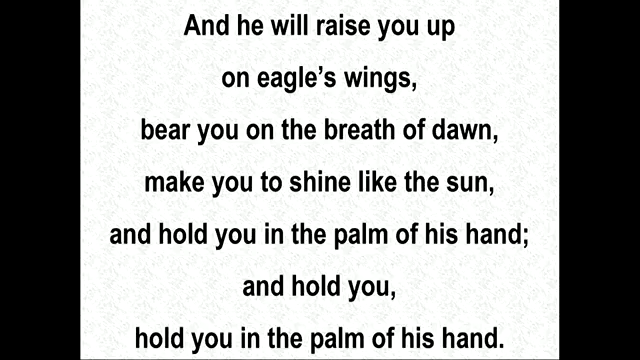 And he will raise you up
on eagle’s wings,
bear you on the breath of dawn,
make you to shine like the sun,
and hold you in the palm of his hand;
and hold you,
hold you in the palm of his hand.